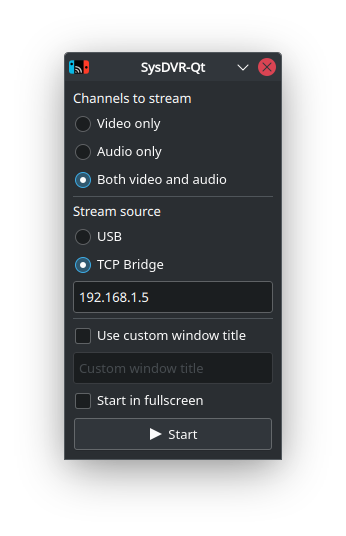 SysDVR-Qt
Channels to stream
Video only
Audio only
Both video and audio
Stream source
USB
TCP Bridge
192.168.1.5
Use custom window title
Custom window title
Start in fullscreen
Start